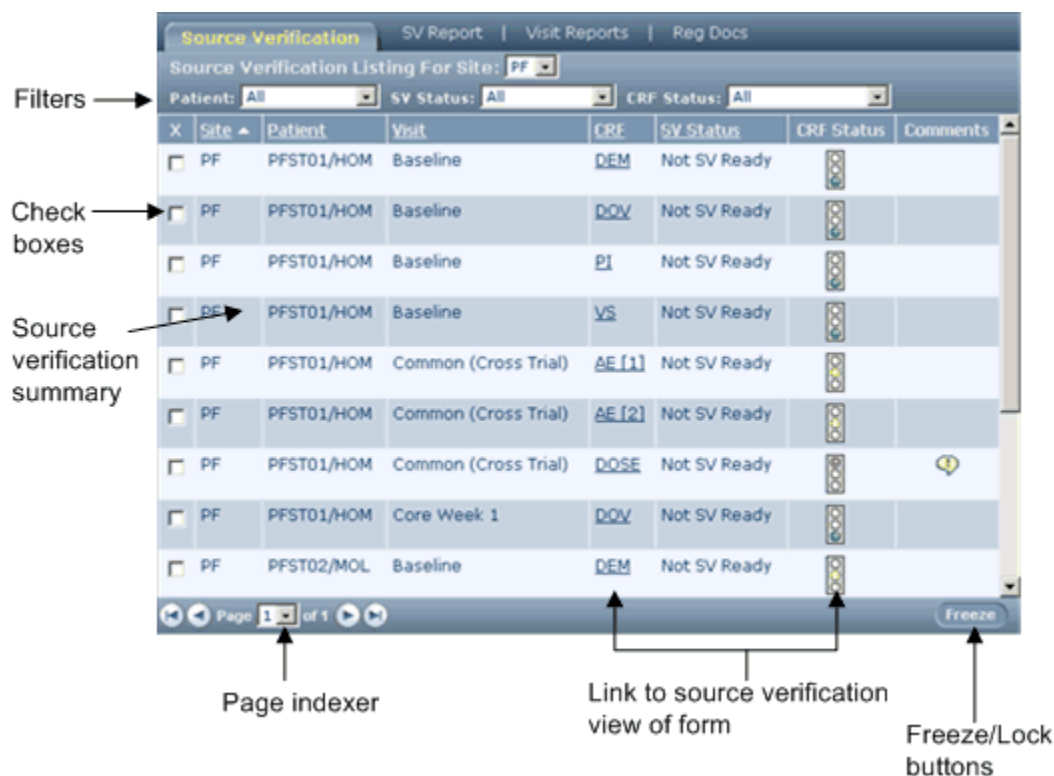 Source Verification SV Report | Visit Reports | Reg Docs
Source Verification Listing For Site: PF
Filters
Patient: All SV Status: All CRF Status: All
X Site Patient Visit CRF SV Status CRF Status Comments
PF PFST01/HOM Baseline DEM Not SV Ready
Check boxes
PF PFST01/HOM Baseline DOV Not SV Ready
PF PFST01/HOM Baseline PI Not SV Ready
Source verification summary
PF PFST01/HOM Baseline VS Not SV Ready
PF PFST01/HOM Common (Cross Trial) AE [1] Not SV Ready
PF PFST01/HOM Common (Cross Trial) AE [2] Not SV Ready
PF PFST01/HOM Common (Cross Trial) DOSE Not SV Ready
PF PFST01/HOM Core Week 1 DOV Not SV Ready
PF PFST02/MOL Baseline DEM Not SV Ready
Page 1 of 1 Freeze
Page indexer
Link to source verification
view of form
Freeze/Lock
buttons